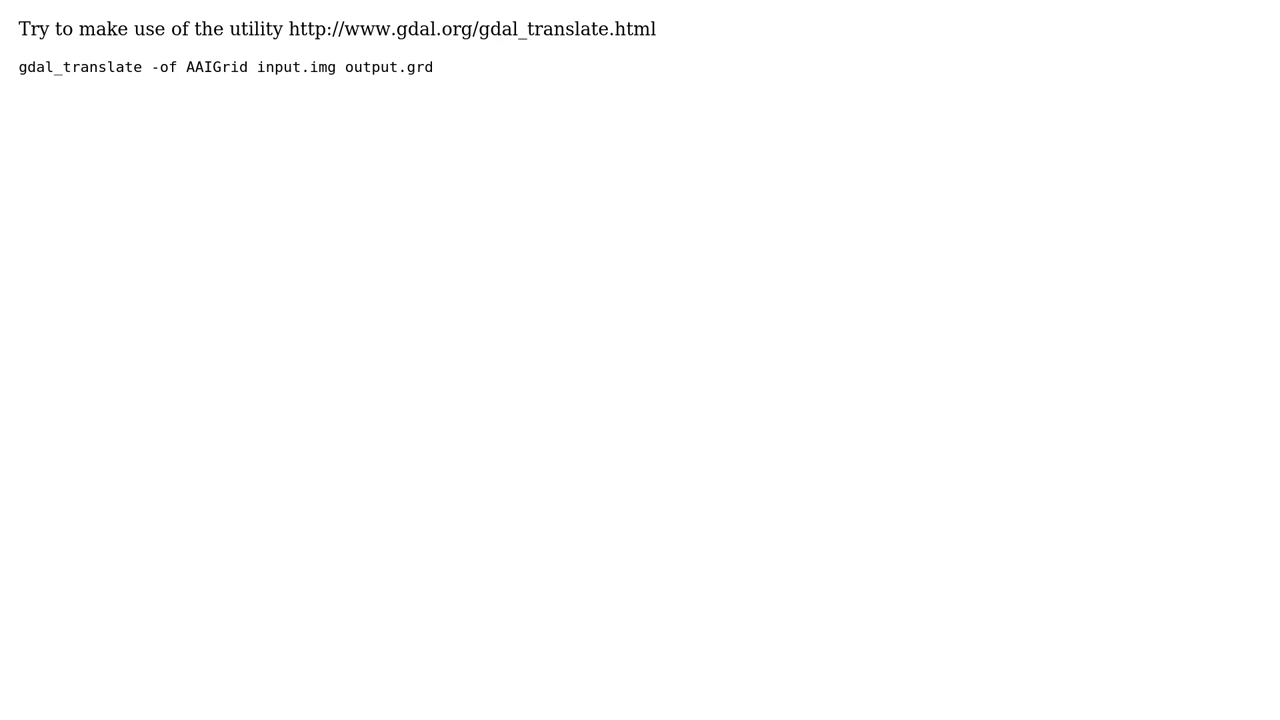 Try to make use of the utility http://www.gdal.org/gdal_translate.html
gdal_translate -of AAIGrid input.img output.grd